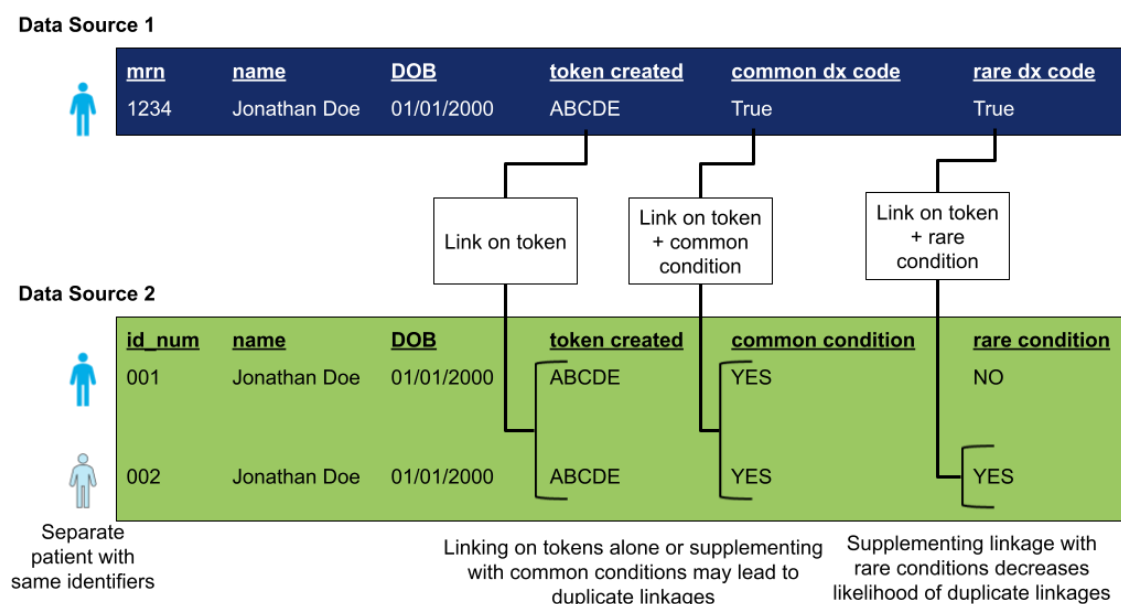 Data Source 1
mrn name DOB token created common dx code rare dx code
1234 Jonathan Doe 01/01/2000 ABCDE True True
Link on token
Link on token
+ common
condition
Link on token
+ rare
condition
Data Source 2
id_num name DOB token created common condition rare condition
001 Jonathan Doe 01/01/2000 ABCDE YES NO
002 Jonathan Doe 01/01/2000 ABCDE YES YES
Separate
patient with
same identifiers
Linking on tokens alone or supplementing
with common conditions may lead to
duplicate linkages
Supplementing linkage with
rare conditions decreases
likelihood of duplicate linkages